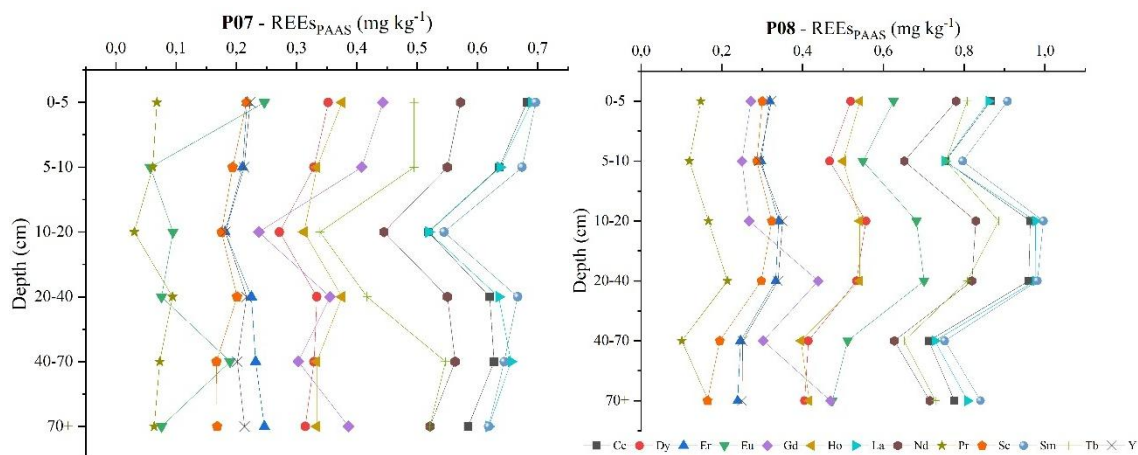 P07 - REEsPAAS (mg kg-1)
0,0 0,1 0,2 0,3 0,4 0,5 0,6 0,7
Depth (cm)
0-5
5-10
10-20
20-40
40-70
70+
P08 - REEsPAAS (mg kg-1)
0,0 0,2 0,4 0,6 0,8 1,0
Depth (cm)
0-5
5-10
10-20
20-40
40-70
70+
Ce Dy Er Eu Gd Ho La Nd Pr Sc Sm Tb Y